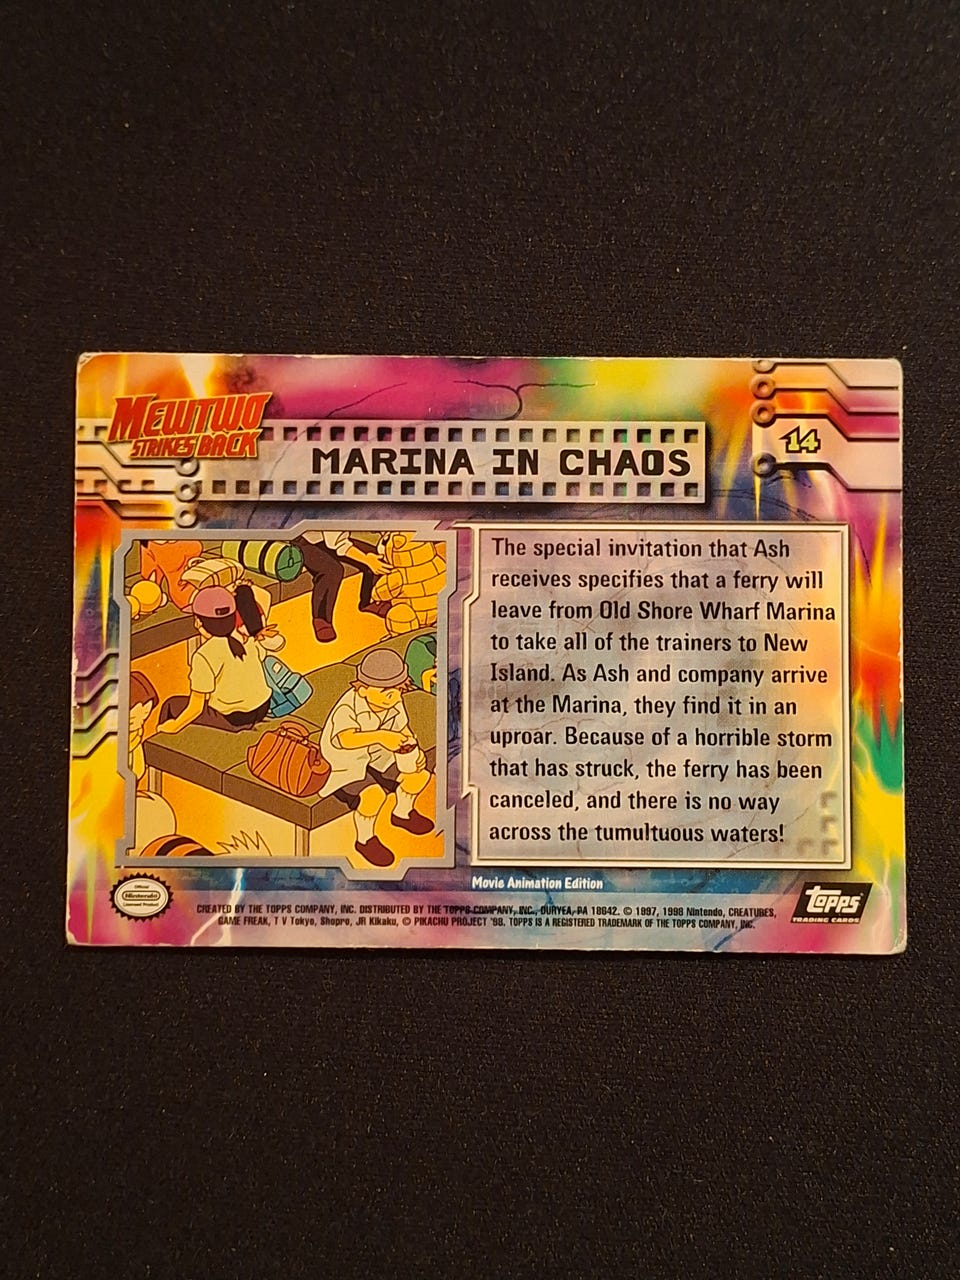 MEWTWO
STRIKES BACK
MARINA IN CHAOS
14
The special invitation that Ash
receives specifies that a ferry will
leave from Old Shore Wharf Marina
to take all of the trainers to New
Island. As Ash and company arrive
at the Marina, they find it in an
uproar. Because of a horrible storm
that has struck, the ferry has been
canceled, and there is no way
across the tumultuous waters!
Movie Animation Edition
Official
Nintendo
Licensed Product
CREATED BY THE TOPPS COMPANY, INC. DISTRIBUTED BY THE TOPPS COMPANY, INC., DURYEA, PA 18642. © 1997, 1998 Nintendo, CREATURES,
GAME FREAK, T V Tokyo, Shopro, JR Kikaku, © PIKACHU PROJECT '98. TOPPS IS A REGISTERED TRADEMARK OF THE TOPPS COMPANY, INC.
TOPPS
TRADING CARDS